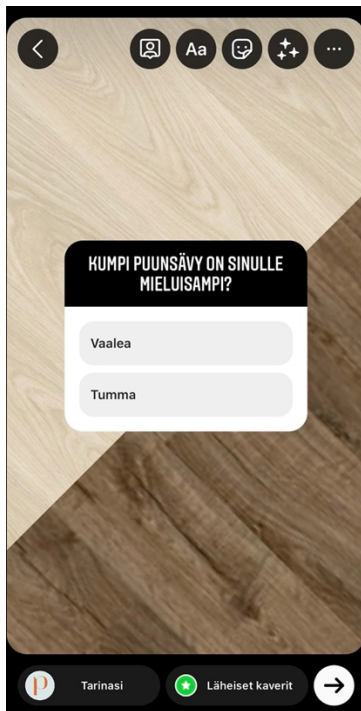 Aa
KUMPI PUUNSÄVY ON SINULLE
MIELUISAMPI?
Vaalea
Tumma
p
Tarinasi
Läheiset kaverit